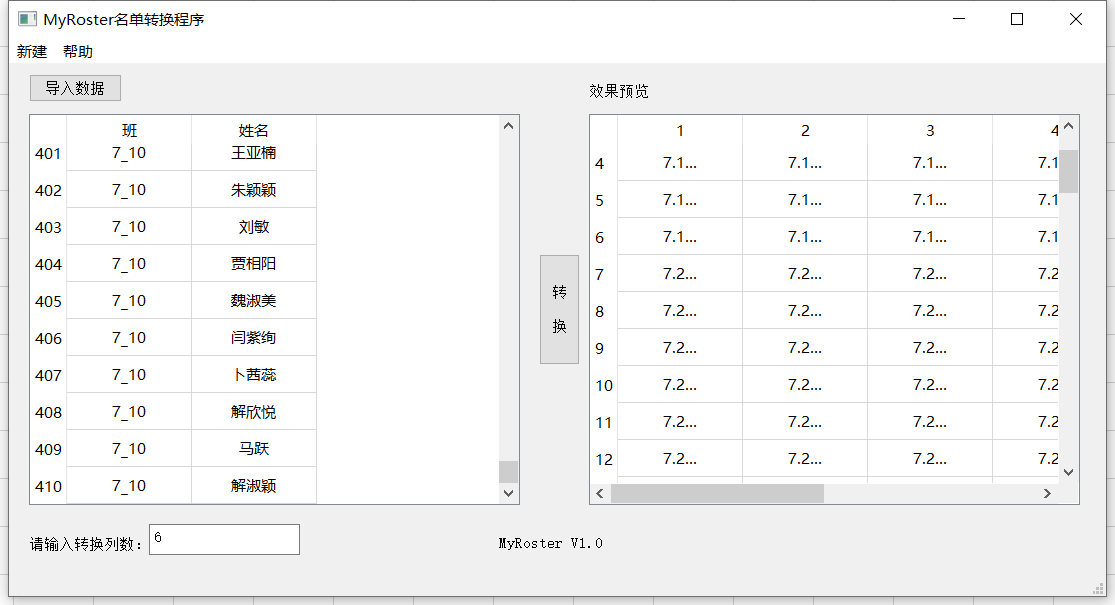 MyRoster名单转换程序
新建 帮助
导入数据
效果预览
班 姓名
401 7_10 王亚楠
402 7_10 朱颖颖
403 7_10 刘敏
404 7_10 贾相阳
405 7_10 魏淑美
406 7_10 闫紫绚
407 7_10 卜茜蕊
408 7_10 解欣悦
409 7_10 马跃
410 7_10 解淑颖
转
换
1 2 3 4
4 7.1... 7.1... 7.1... 7.1
5 7.1... 7.1... 7.1... 7.1
6 7.1... 7.1... 7.1... 7.1
7 7.2... 7.2... 7.2... 7.2
8 7.2... 7.2... 7.2... 7.2
9 7.2... 7.2... 7.2... 7.2
10 7.2... 7.2... 7.2... 7.2
11 7.2... 7.2... 7.2... 7.2
12 7.2... 7.2... 7.2... 7.2
请输入转换列数： 6
MyRoster V1.0